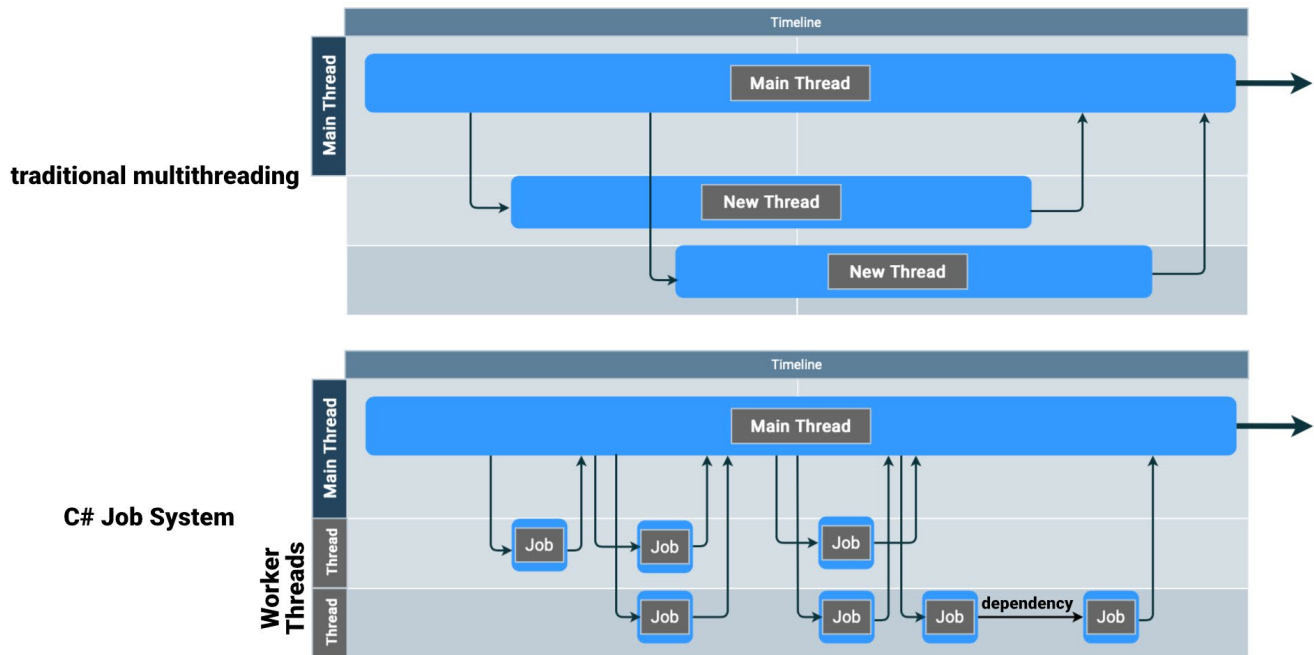 Timeline
Main Thread
Main Thread
traditional multithreading
New Thread
New Thread
Timeline
Main Thread
Main Thread
C# Job System
Worker
Threads
Thread
Job
Job
Job
Thread
Job
Job
Job
dependency
Job